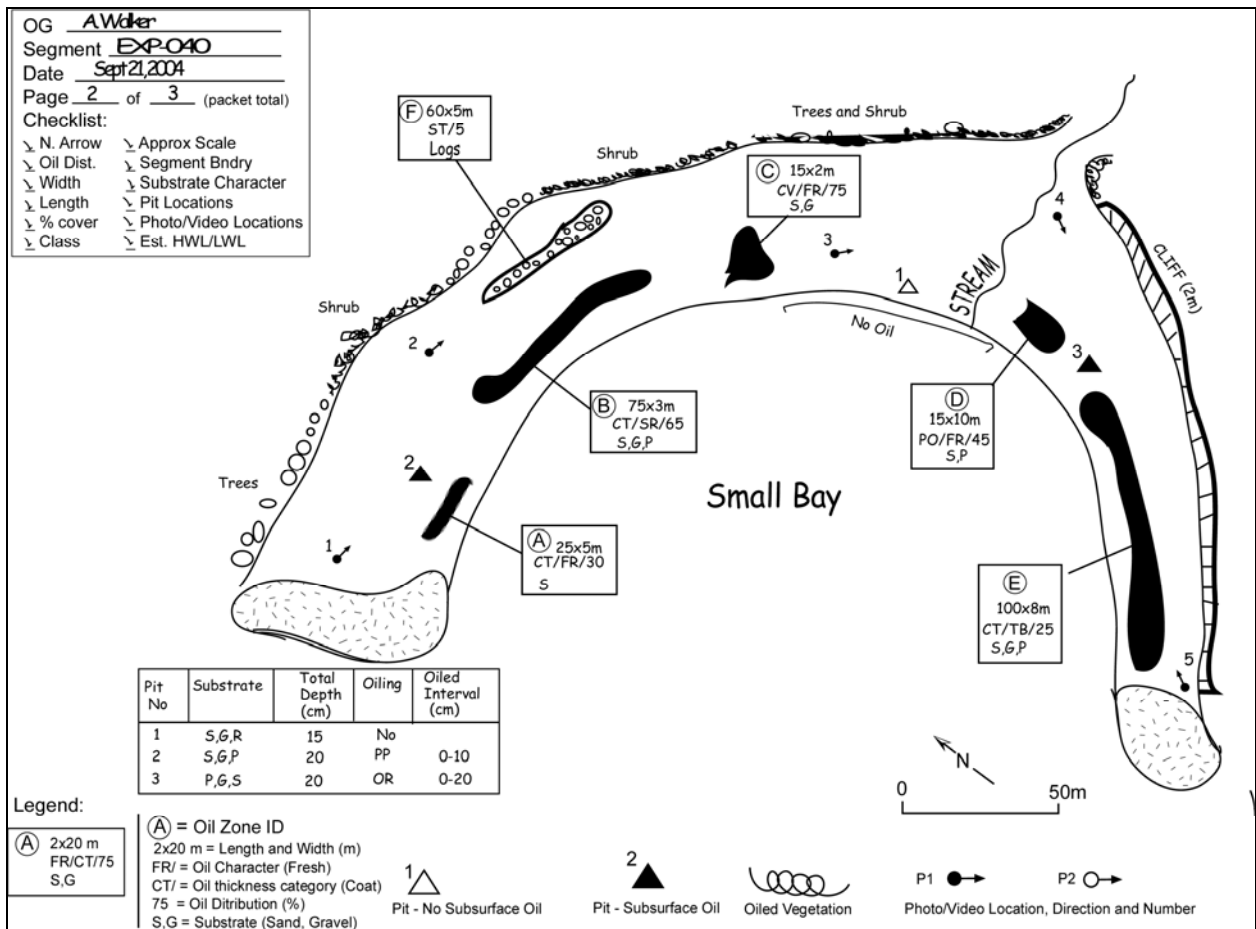 OG A.Walker
Segment EXP-040
Date Sept 21,2004
Page 2 of 3 (packet total)
Checklist:
N. Arrow Approx Scale
Oil Dist. Segment Bndry
Width Substrate Character
Length Pit Locations
% cover Photo/Video Locations
Class Est. HWL/LWL
F 60x5m
ST/5
Logs
Shrub
Trees and Shrub
C 15x2m
CV/FR/75
S,G
3
1
4
STREAM
CLIFF (2m)
No Oil
Shrub
2
B 75x3m
CT/SR/65
S,G,P
3
D
15x10m
PO/FR/45
S,P
2
Trees
Small Bay
1
A 25x5m
CT/FR/30
S
E
100x8m
CT/TB/25
S,G,P
5
Pit No Substrate Total Depth (cm) Oiling Oiled Interval (cm)
1 S,G,R 15 No
2 S,G,P 20 PP 0-10
3 P,G,S 20 OR 0-20
N
0 50m
Legend:
A 2x20 m
FR/CT/75
S,G
A = Oil Zone ID
2x20 m = Length and Width (m)
FR/ = Oil Character (Fresh)
CT/ = Oil thickness category (Coat)
75 = Oil Ditribution (%)
S,G = Substrate (Sand, Gravel)
1
Pit - No Subsurface Oil
2
Pit - Subsurface Oil
Oiled Vegetation
P1 P2
Photo/Video Location, Direction and Number